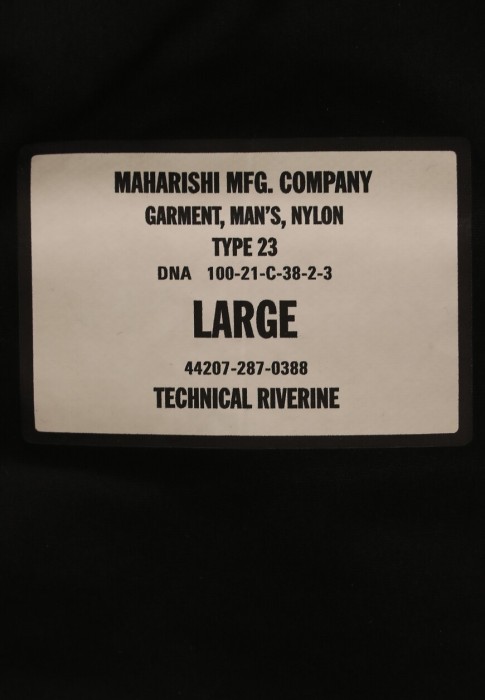 MAHARISHI MFG. COMPANY
GARMENT, MAN'S, NYLON
TYPE 23
DNA 100-21-C-38-2-3
LARGE
44207-287-0388
TECHNICAL RIVERINE